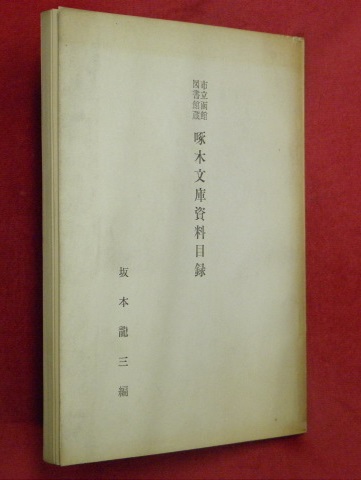 市立函館
図書館蔵
啄木文庫資料目録
坂本龍三編